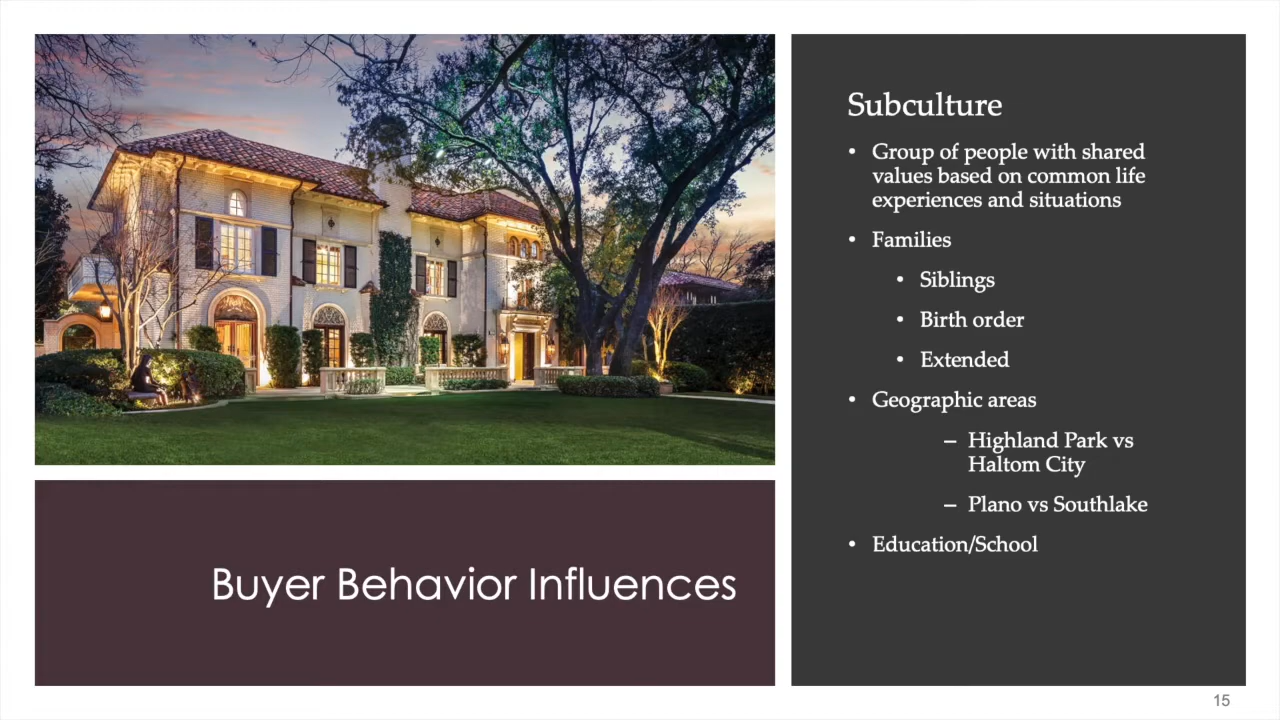 Subculture
• Group of people with shared
values based on common life
experiences and situations
• Families
• Siblings
• Birth order
• Extended
• Geographic areas
– Highland Park vs
Haltom City
– Plano vs Southlake
• Education/School
Buyer Behavior Influences
15